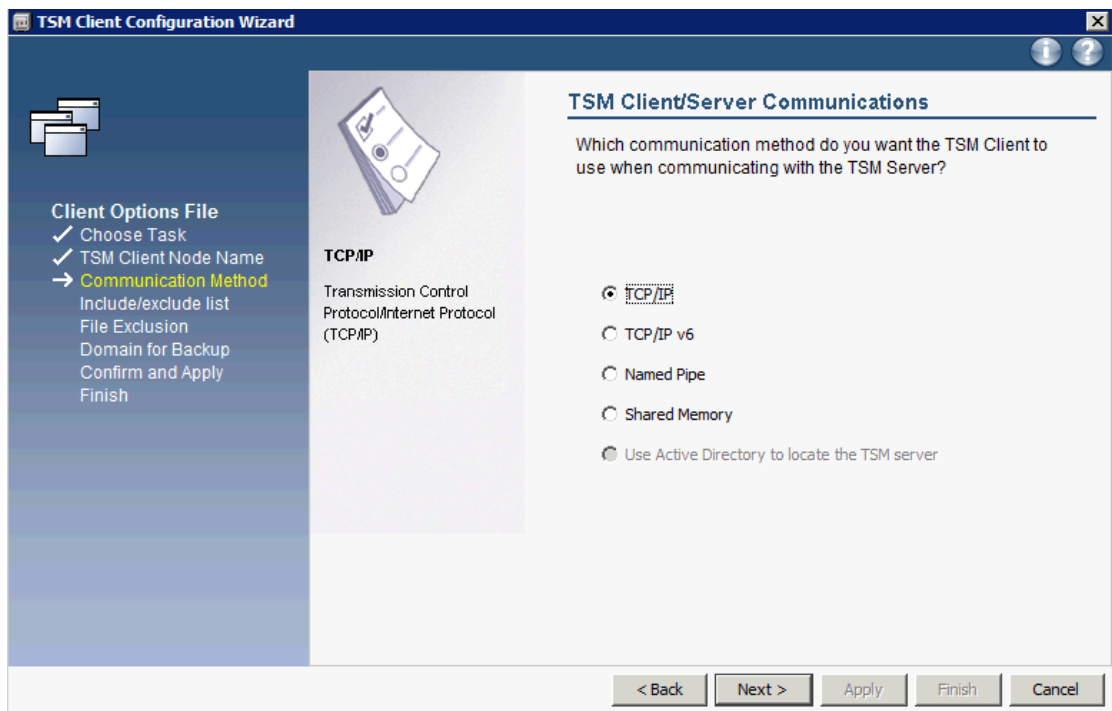 TSM Client Configuration Wizard
Client Options File
Choose Task
TSM Client Node Name
Communication Method
Include/exclude list
File Exclusion
Domain for Backup
Confirm and Apply
Finish
TCP/IP
Transmission Control
Protocol/Internet Protocol
(TCP/IP)
TSM Client/Server Communications
Which communication method do you want the TSM Client to
use when communicating with the TSM Server?
TCP/IP
TCP/IP v6
Named Pipe
Shared Memory
Use Active Directory to locate the TSM server
< Back
Next >
Apply
Finish
Cancel